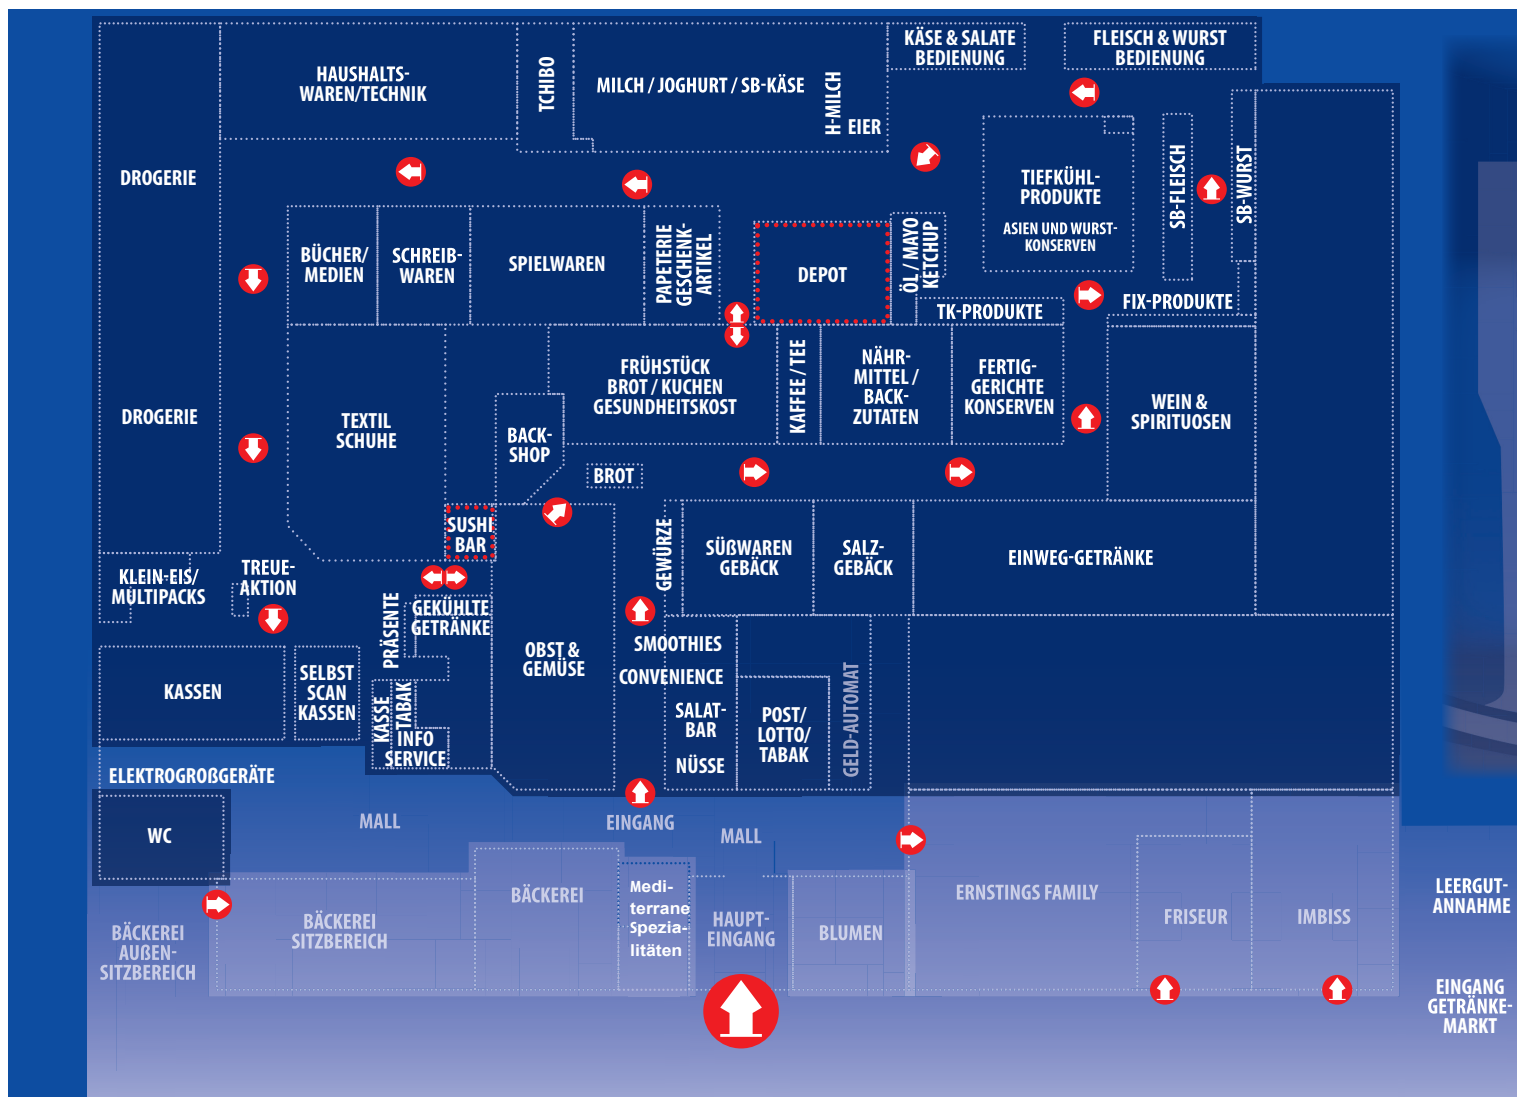 KÄSE & SALATE
BEDIENUNG
FLEISCH & WURST
BEDIENUNG
HAUSHALTS-
WAREN/TECHNIK
TCHIBO
MILCH / JOGHURT / SB-KÄSE
H-MILCH
EIER
DROGERIE
TIEFKÜHL-
PRODUKTE
ASIEN UND WURST-
KONSERVEN
SB-FLEISCH
SB-WURST
BÜCHER/
MEDIEN
SCHREIB-
WAREN
SPIELWAREN
PAPETERIE
GESCHENK-
ARTIKEL
DEPOT
ÖL / MAYO
KETCHUP
TK-PRODUKTE
FIX-PRODUKTE
DROGERIE
TEXTIL
SCHUHE
FRÜHSTÜCK
BROT / KUCHEN
GESUNDHEITSKOST
KAFFEE / TEE
NÄHR-
MITTEL /
BACK-
ZUTATEN
FERTIG-
GERICHTE
KONSERVEN
WEIN &
SPIRITUOSEN
BACK-
SHOP
BROT
SUSHI
BAR
GEWÜRZE
SÜßWAREN
GEBÄCK
SALZ-
GEBÄCK
EINWEG-GETRÄNKE
KLEIN-EIS/
MULTIPACKS
TREUE-
AKTION
PRÄSENTE
GEKÜHLTE
GETRÄNKE
OBST &
GEMÜSE
SMOOTHIES
CONVENIENCE
SALAT-
BAR
NÜSSE
POST/
LOTTO/
TABAK
GELD-AUTOMAT
KASSEN
SELBST
SCAN
KASSEN
KASSE
TABAK
INFO
SERVICE
ELEKTROGROßGERÄTE
WC
MALL
EINGANG
MALL
BÄCKEREI
AUßEN-
SITZBEREICH
BÄCKEREI
SITZBEREICH
BÄCKEREI
Medi-
terrane
Spezia-
litäten
HAUPT-
EINGANG
BLUMEN
ERNSTINGS FAMILY
FRISEUR
IMBISS
LEERGUT-
ANNAHME
EINGANG
GETRÄNKE-
MARKT